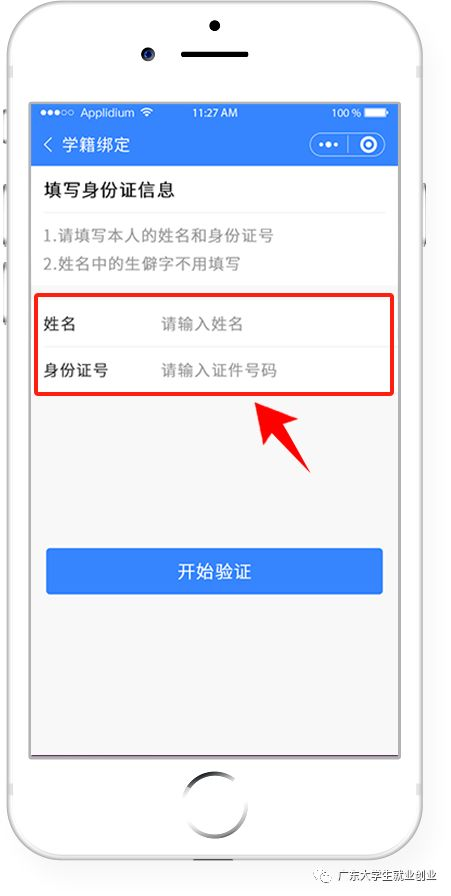 Applidium 11:27 AM 100 %
学籍绑定
填写身份证信息
1.请填写本人的姓名和身份证号
2.姓名中的生僻字不用填写
姓名 请输入姓名
身份证号 请输入证件号码
开始验证
广东大学生就业创业